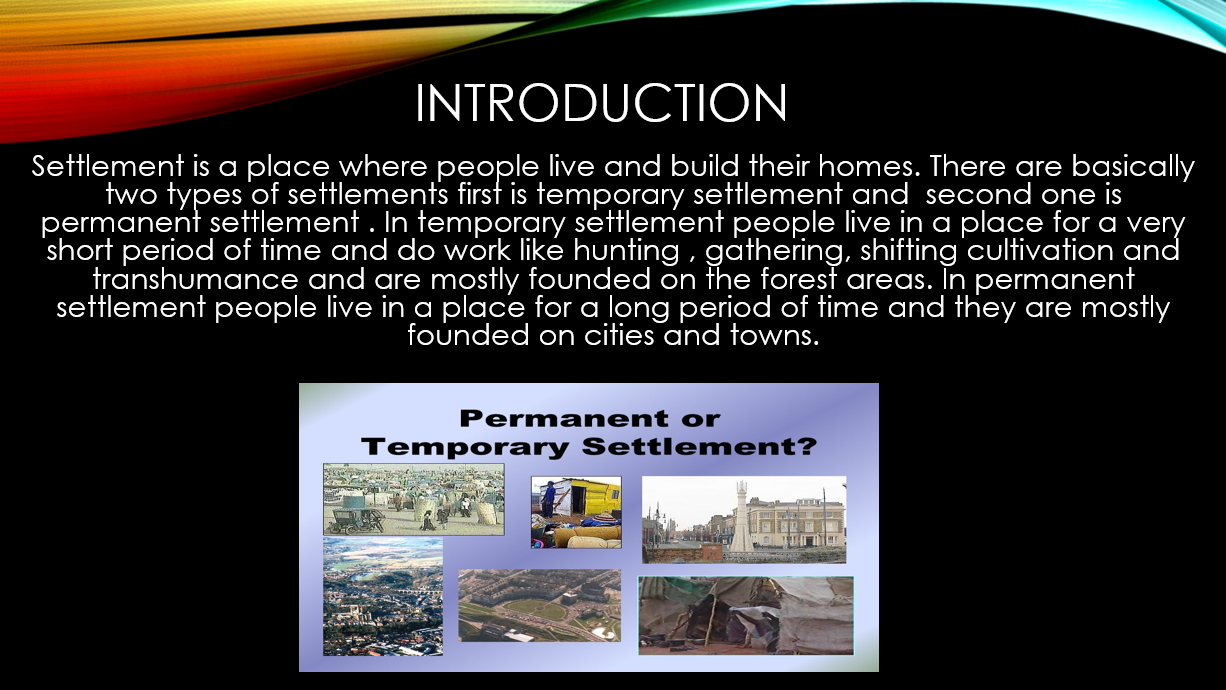 INTRODUCTION
Settlement is a place where people live and build their homes. There are basically
two types of settlements first is temporary settlement and  second one is
permanent settlement . In temporary settlement people live in a place for a very
short period of time and do work like hunting , gathering, shifting cultivation and
transhumance and are mostly founded on the forest areas. In permanent
settlement people live in a place for a long period of time and they are mostly
founded on cities and towns.
Permanent or
Temporary Settlement?